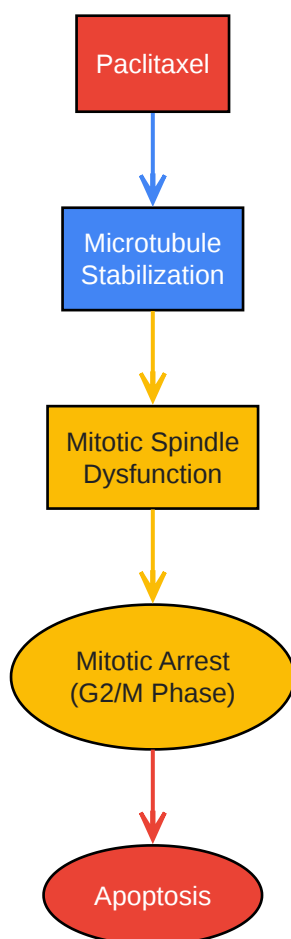 Paclitaxel
Microtubule
Stabilization
Mitotic Spindle
Dysfunction
Mitotic Arrest
(G2/M Phase)
Apoptosis